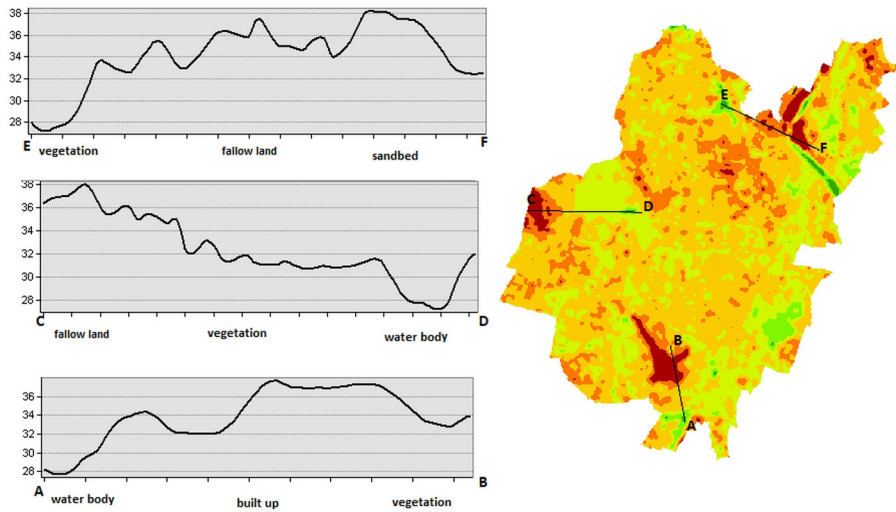 38
36
34
32
30
28
E vegetation fallow land sandbed F
38
36
34
32
30
28
C fallow land vegetation water body D
36
34
32
30
28
A water body built up vegetation B
E
F
C
D
B
A